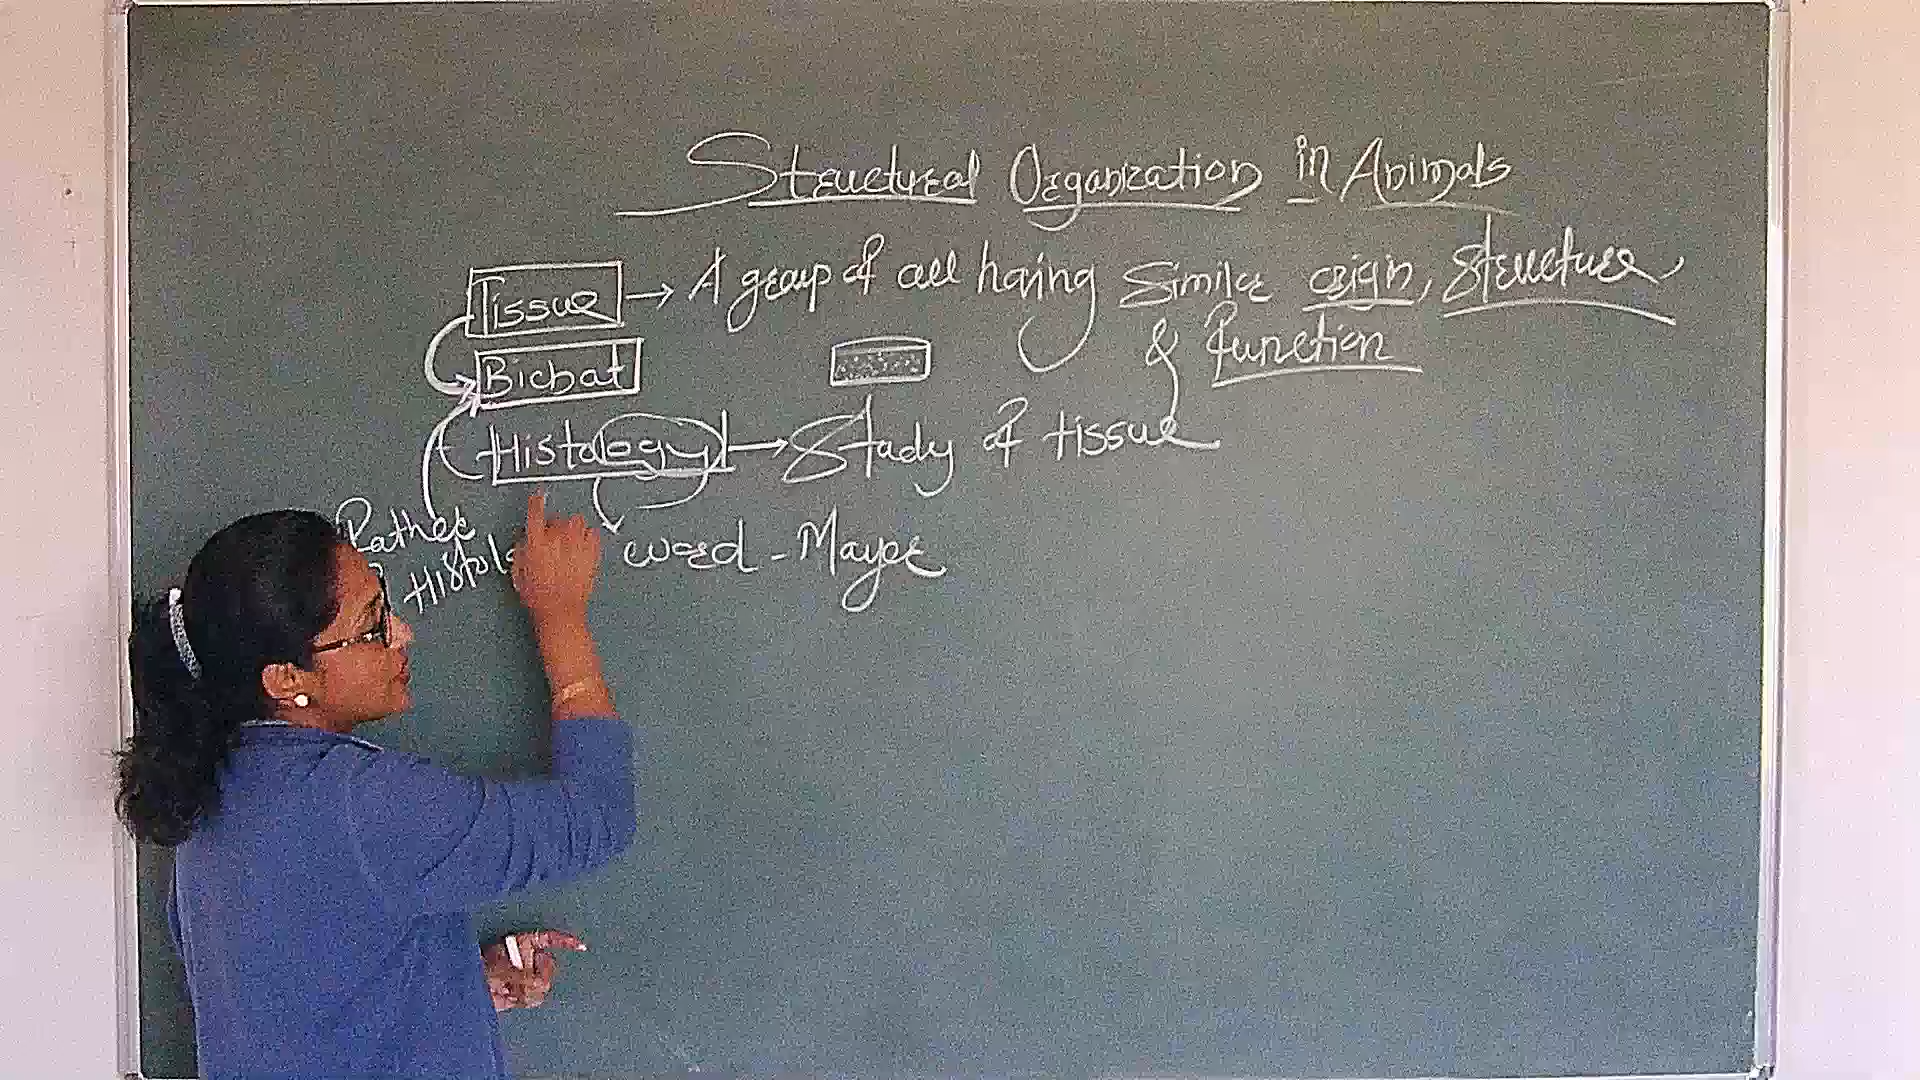 Structural Organization in Animals
Tissue → A group of cell having Similar origin, Structure,
& function
Bichat
Histology → Study of tissue
Father
Histol
word - Mayer